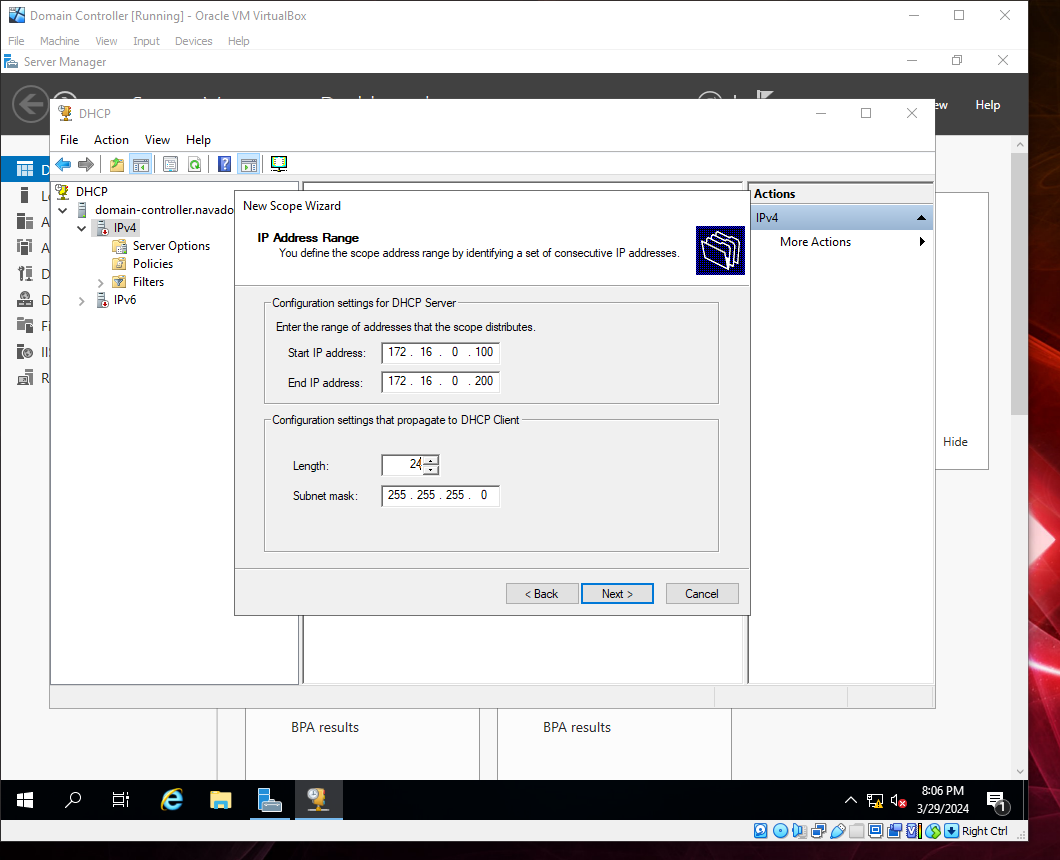 Domain Controller [Running] - Oracle VM VirtualBox
File Machine View Input Devices Help
Server Manager
Help
DHCP
File Action View Help
DHCP
domain-controller.navado
IPv4
Server Options
Policies
Filters
IPv6
New Scope Wizard
IP Address Range
You define the scope address range by identifying a set of consecutive IP addresses.
Configuration settings for DHCP Server
Enter the range of addresses that the scope distributes.
Start IP address: 172 . 16 . 0 . 100
End IP address: 172 . 16 . 0 . 200
Configuration settings that propagate to DHCP Client
Length: 24
Subnet mask: 255 . 255 . 255 . 0
< Back Next > Cancel
Actions
IPv4
More Actions
Hide
BPA results BPA results
8:06 PM
3/29/2024
1
Right Ctrl